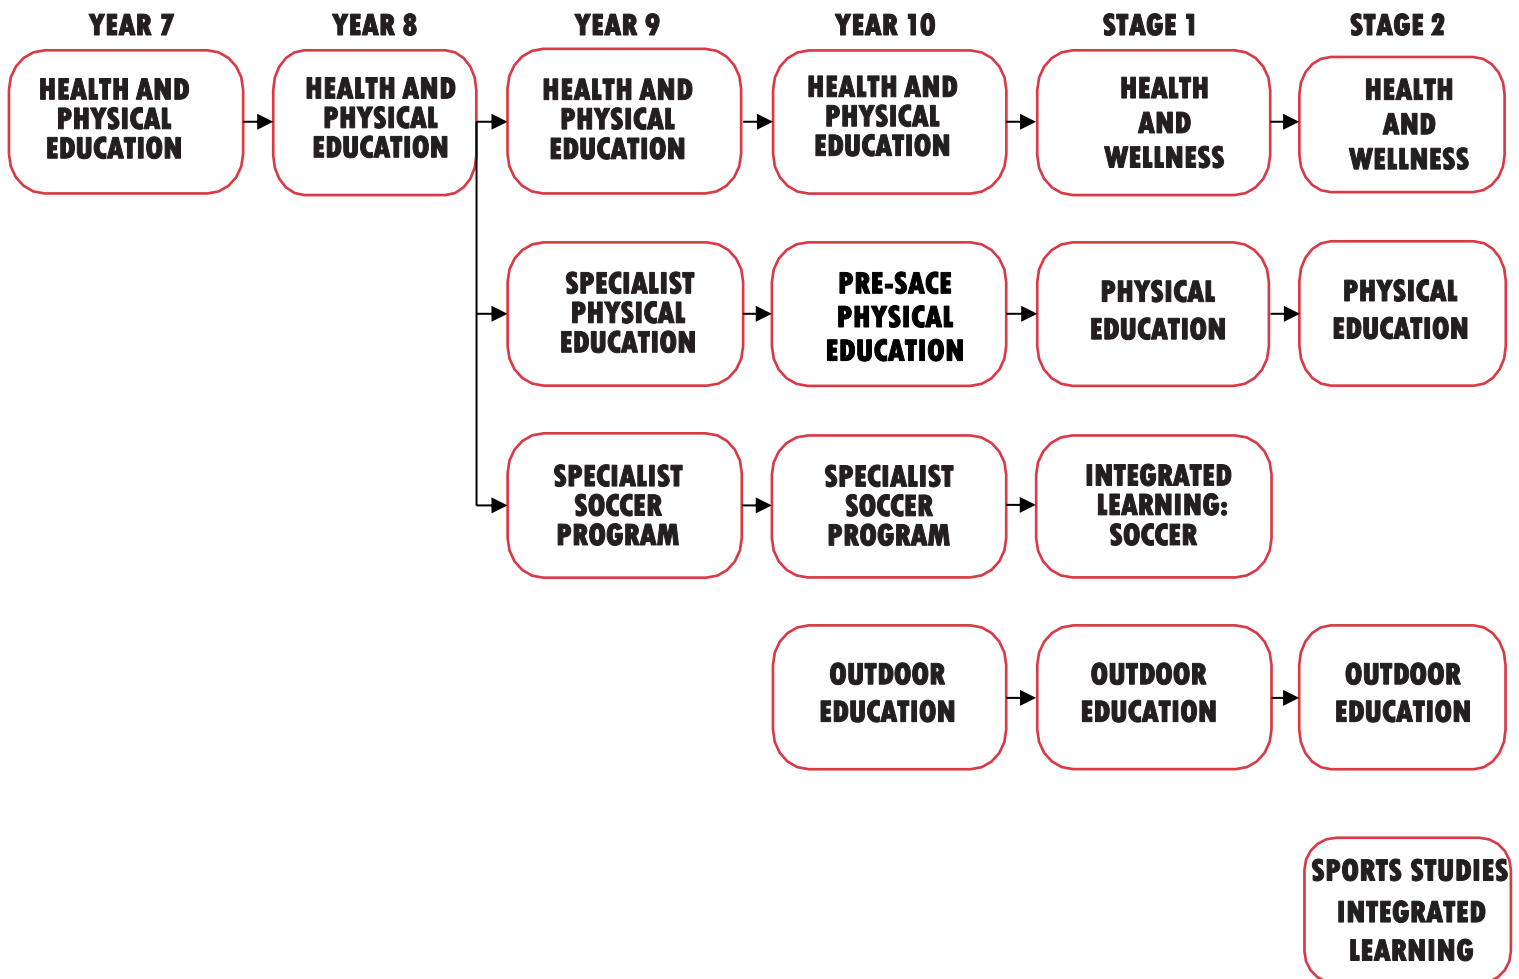 YEAR 7
YEAR 8
YEAR 9
YEAR 10
STAGE 1
STAGE 2
HEALTH AND
PHYSICAL
EDUCATION
HEALTH AND
PHYSICAL
EDUCATION
HEALTH AND
PHYSICAL
EDUCATION
HEALTH AND
PHYSICAL
EDUCATION
HEALTH
AND
WELLNESS
HEALTH
AND
WELLNESS
SPECIALIST
PHYSICAL
EDUCATION
PRE-SACE
PHYSICAL
EDUCATION
PHYSICAL
EDUCATION
PHYSICAL
EDUCATION
SPECIALIST
SOCCER
PROGRAM
SPECIALIST
SOCCER
PROGRAM
INTEGRATED
LEARNING:
SOCCER
OUTDOOR
EDUCATION
OUTDOOR
EDUCATION
OUTDOOR
EDUCATION
SPORTS STUDIES
INTEGRATED
LEARNING